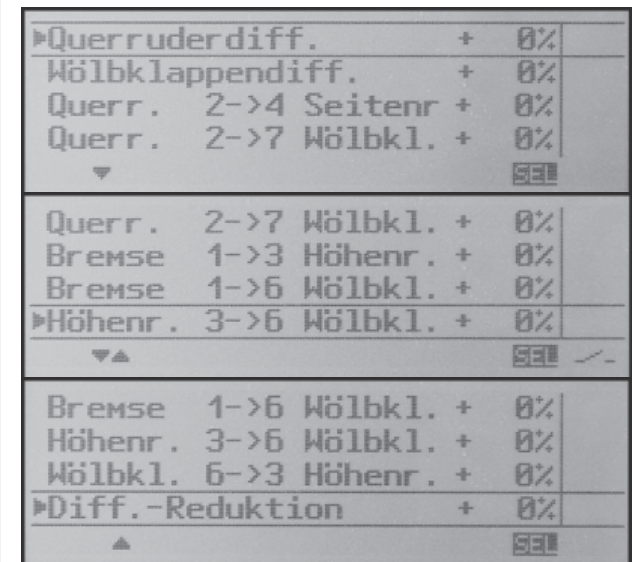 ▶Querruderdiff. + 0%
Wölbklappendiff. + 0%
Querr. 2->4 Seitenr + 0%
Querr. 2->7 Wölbkl. + 0%
▼ SEL
Querr. 2->7 Wölbkl. + 0%
Bremse 1->3 Höhenr. + 0%
Bremse 1->6 Wölbkl. + 0%
▶Höhenr. 3->6 Wölbkl. + 0%
▼▲ SEL
Bremse 1->6 Wölbkl. + 0%
Höhenr. 3->6 Wölbkl. + 0%
Wölbkl. 6->3 Höhenr. + 0%
▶Diff.-Reduktion + 0%
▲ SEL